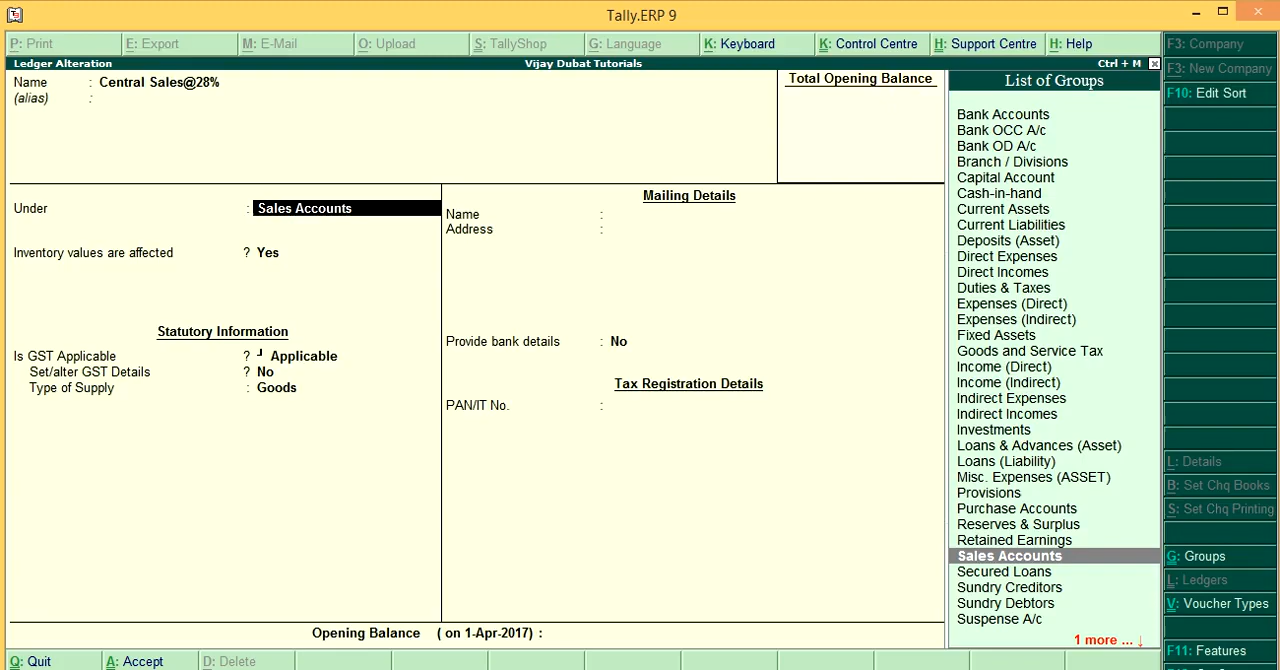 Tally.ERP 9
P: Print E: Export M: E-Mail O: Upload S: TallyShop G: Language K: Keyboard K: Control Centre H: Support Centre H: Help
Ledger Alteration Vijay Dubat Tutorials Ctrl + M
Name : Central Sales@28%
(alias) :
Total Opening Balance
Under : Sales Accounts
Inventory values are affected ? Yes
Statutory Information
Is GST Applicable ? ┘ Applicable
Set/alter GST Details ? No
Type of Supply : Goods
Mailing Details
Name :
Address :
Provide bank details : No
Tax Registration Details
PAN/IT No. :
Opening Balance ( on 1-Apr-2017) :
List of Groups
Bank Accounts
Bank OCC A/c
Bank OD A/c
Branch / Divisions
Capital Account
Cash-in-hand
Current Assets
Current Liabilities
Deposits (Asset)
Direct Expenses
Direct Incomes
Duties & Taxes
Expenses (Direct)
Expenses (Indirect)
Fixed Assets
Goods and Service Tax
Income (Direct)
Income (Indirect)
Indirect Expenses
Indirect Incomes
Investments
Loans & Advances (Asset)
Loans (Liability)
Misc. Expenses (ASSET)
Provisions
Purchase Accounts
Reserves & Surplus
Retained Earnings
Sales Accounts
Secured Loans
Sundry Creditors
Sundry Debtors
Suspense A/c
1 more ... ↓
F3: Company
F3: New Company
F10: Edit Sort
L: Details
B: Set Chq Books
S: Set Chq Printing
G: Groups
L: Ledgers
V: Voucher Types
F11: Features
Q: Quit A: Accept D: Delete